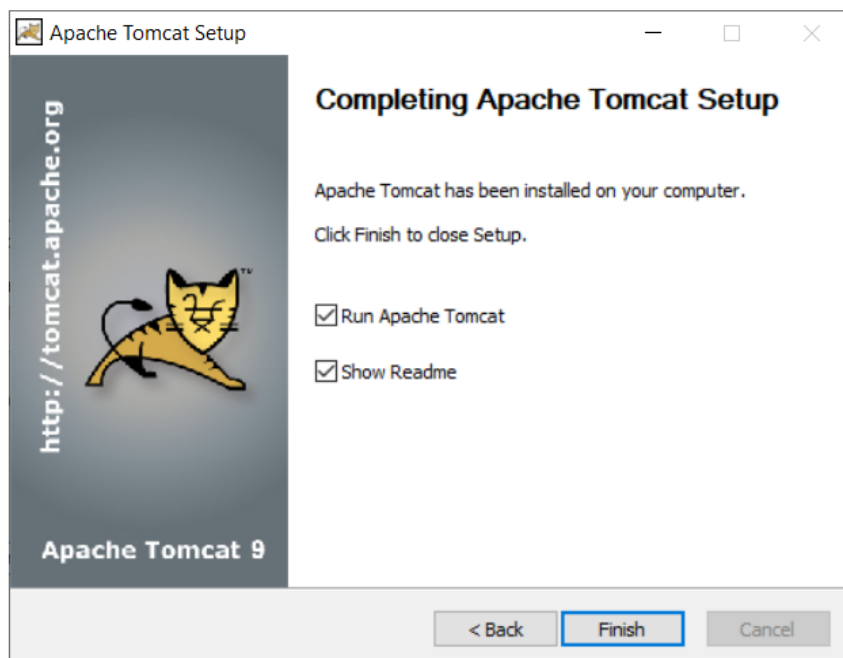 Apache Tomcat Setup
http://tomcat.apache.org
TM
Apache Tomcat 9
Completing Apache Tomcat Setup
Apache Tomcat has been installed on your computer.
Click Finish to close Setup.
Run Apache Tomcat
Show Readme
< Back
Finish
Cancel